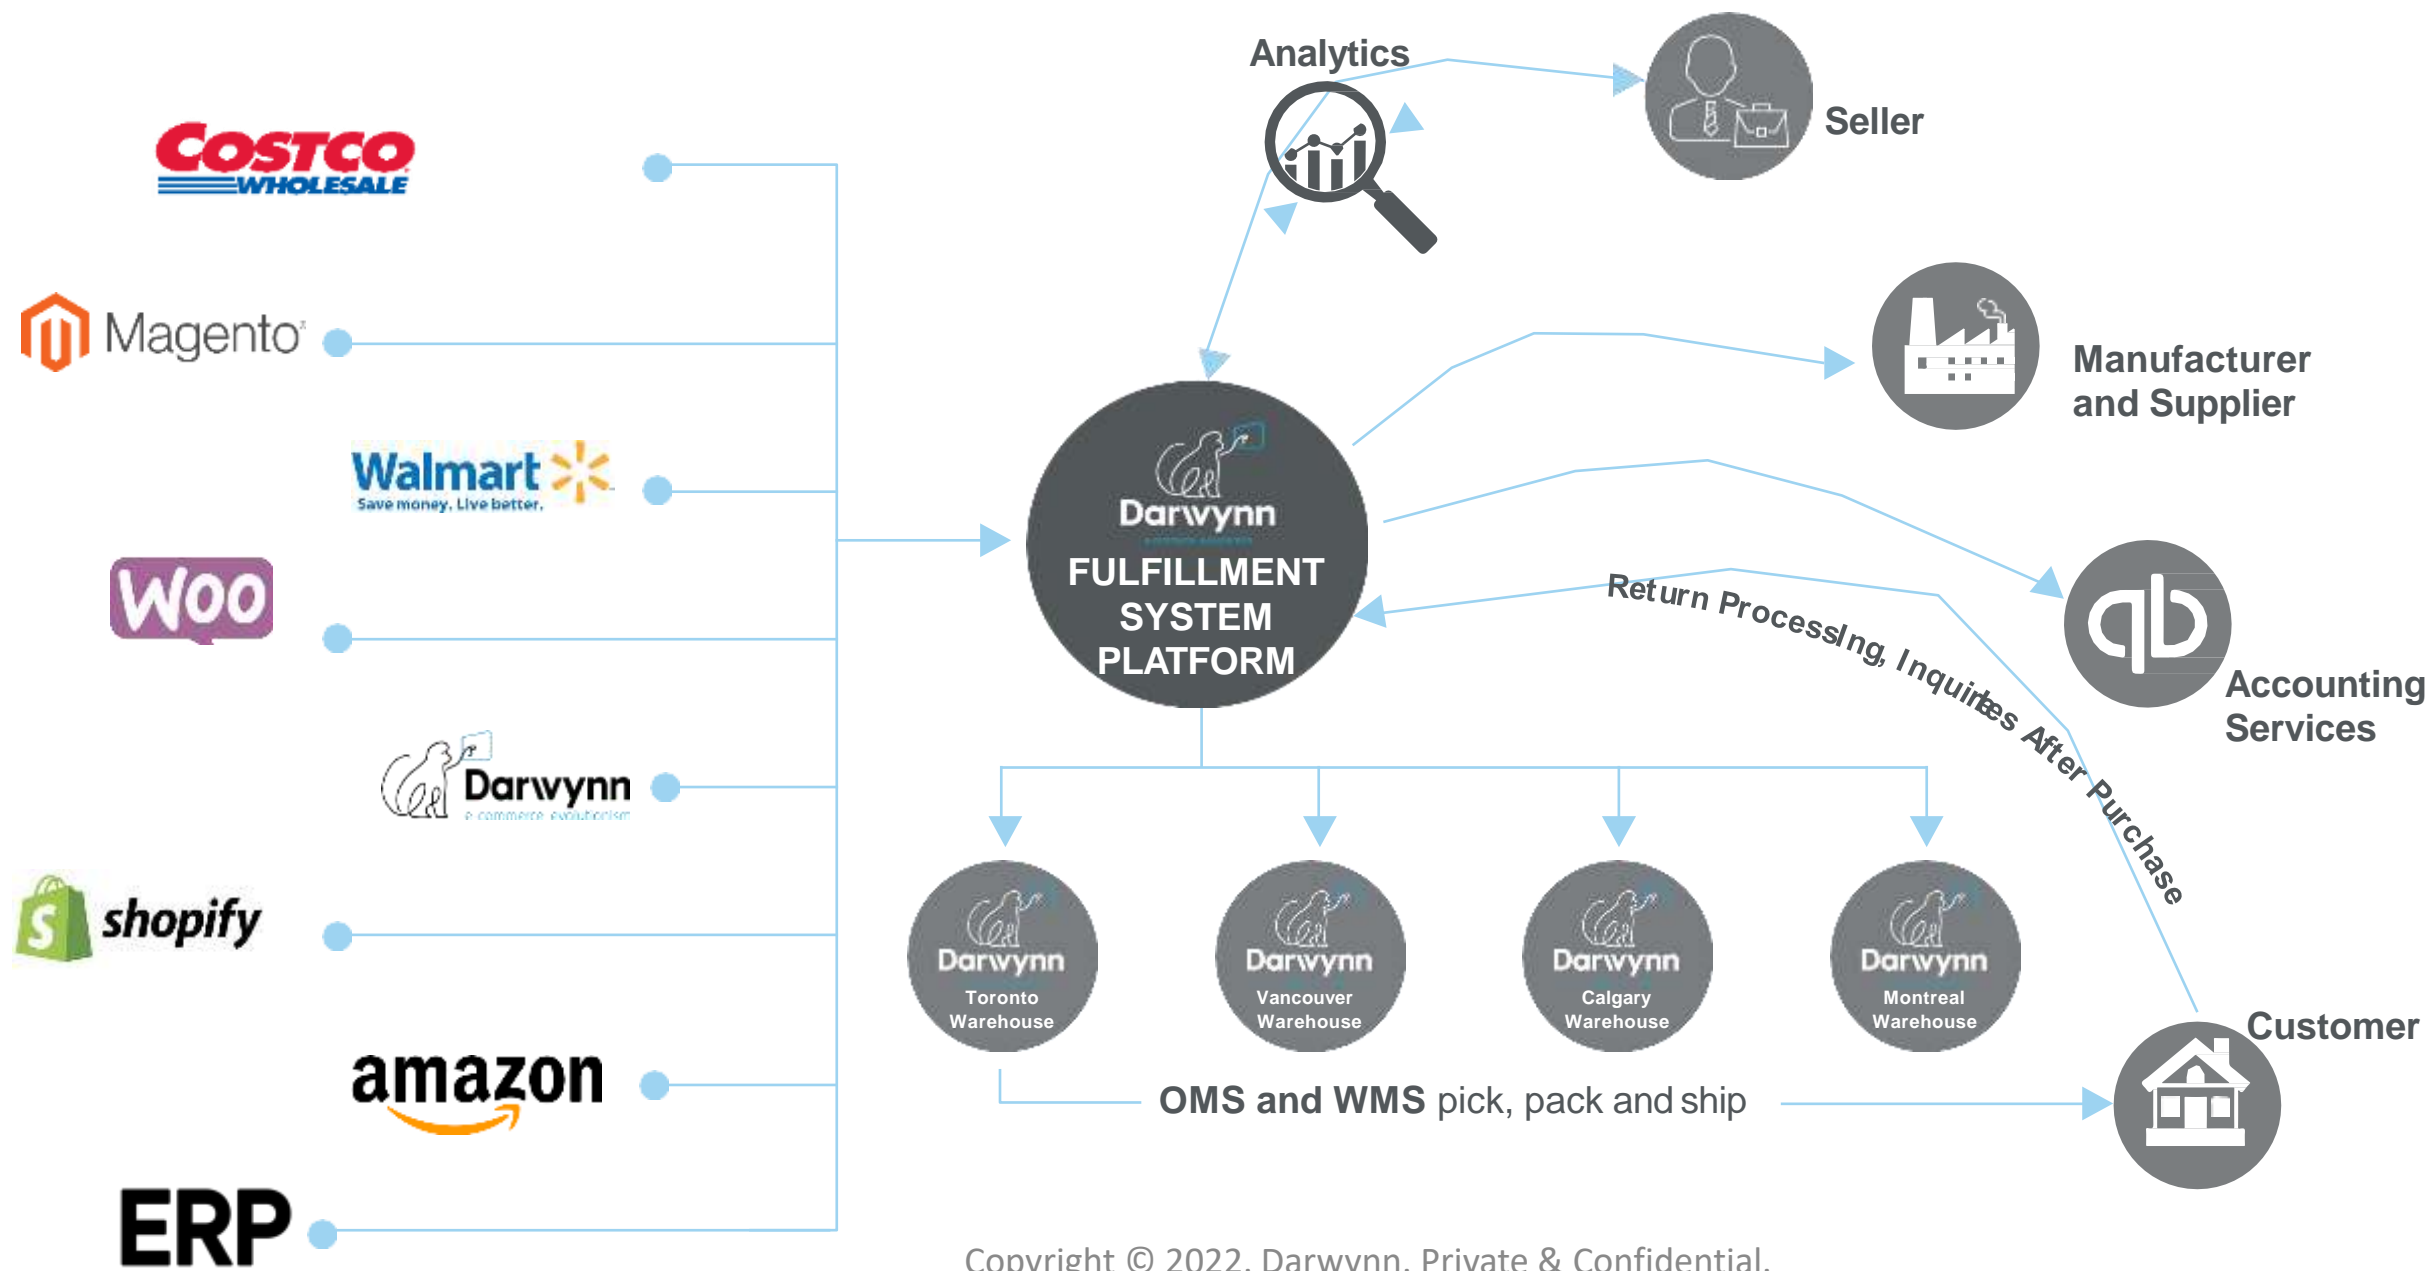 Analytics
Seller
COSTCO
WHOLESALE
Magento
Manufacturer
and Supplier
Walmart
Save money. Live better.
Darwynn
FULFILLMENT
SYSTEM
PLATFORM
WOO
Return Processing, Inquiries After Purchase
Accounting
Services
Darwynn
e-commerce evolutionism
shopify
Darwynn
Toronto
Warehouse
Darwynn
Vancouver
Warehouse
Darwynn
Calgary
Warehouse
Darwynn
Montreal
Warehouse
Customer
amazon
OMS and WMS pick, pack and ship
ERP
Copyright © 2022. Darwynn. Private & Confidential.